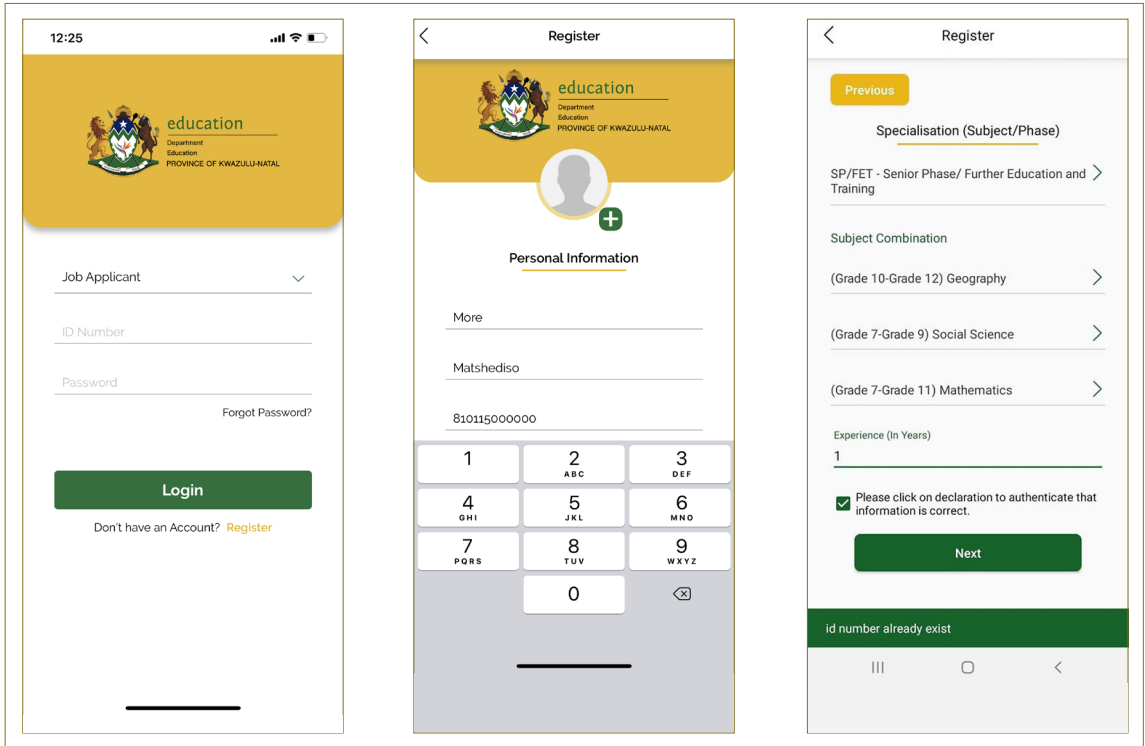 12:25
education
Department
Education
PROVINCE OF KWAZULU-NATAL
Job Applicant
ID Number
Password
Forgot Password?
Login
Don't have an Account? Register
Register
education
Department
Education
PROVINCE OF KWAZULU-NATAL
Personal Information
More
Matshediso
810115000000
1
2
ABC
3
DEF
4
GHI
5
JKL
6
MNO
7
PQRS
8
TUV
9
WXYZ
0
Register
Previous
Specialisation (Subject/Phase)
SP/FET - Senior Phase/ Further Education and
Training
Subject Combination
(Grade 10-Grade 12) Geography
(Grade 7-Grade 9) Social Science
(Grade 7-Grade 11) Mathematics
Experience (In Years)
1
Please click on declaration to authenticate that
information is correct.
Next
id number already exist